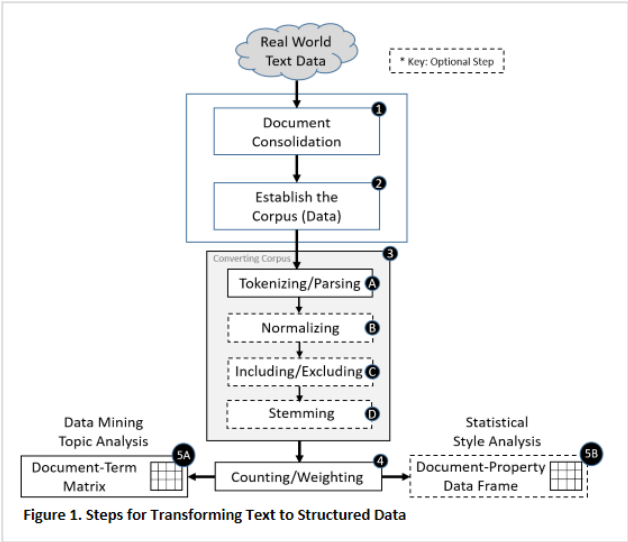 Real World
Text Data
* Key: Optional Step
1
Document
Consolidation
2
Establish the
Corpus (Data)
3
Converting Corpus
Tokenizing/Parsing A
Normalizing B
Including/Excluding C
Stemming D
Data Mining
Topic Analysis
Statistical
Style Analysis
5A
4
5B
Document-Term
Matrix
Counting/Weighting
Document-Property
Data Frame
Figure 1. Steps for Transforming Text to Structured Data